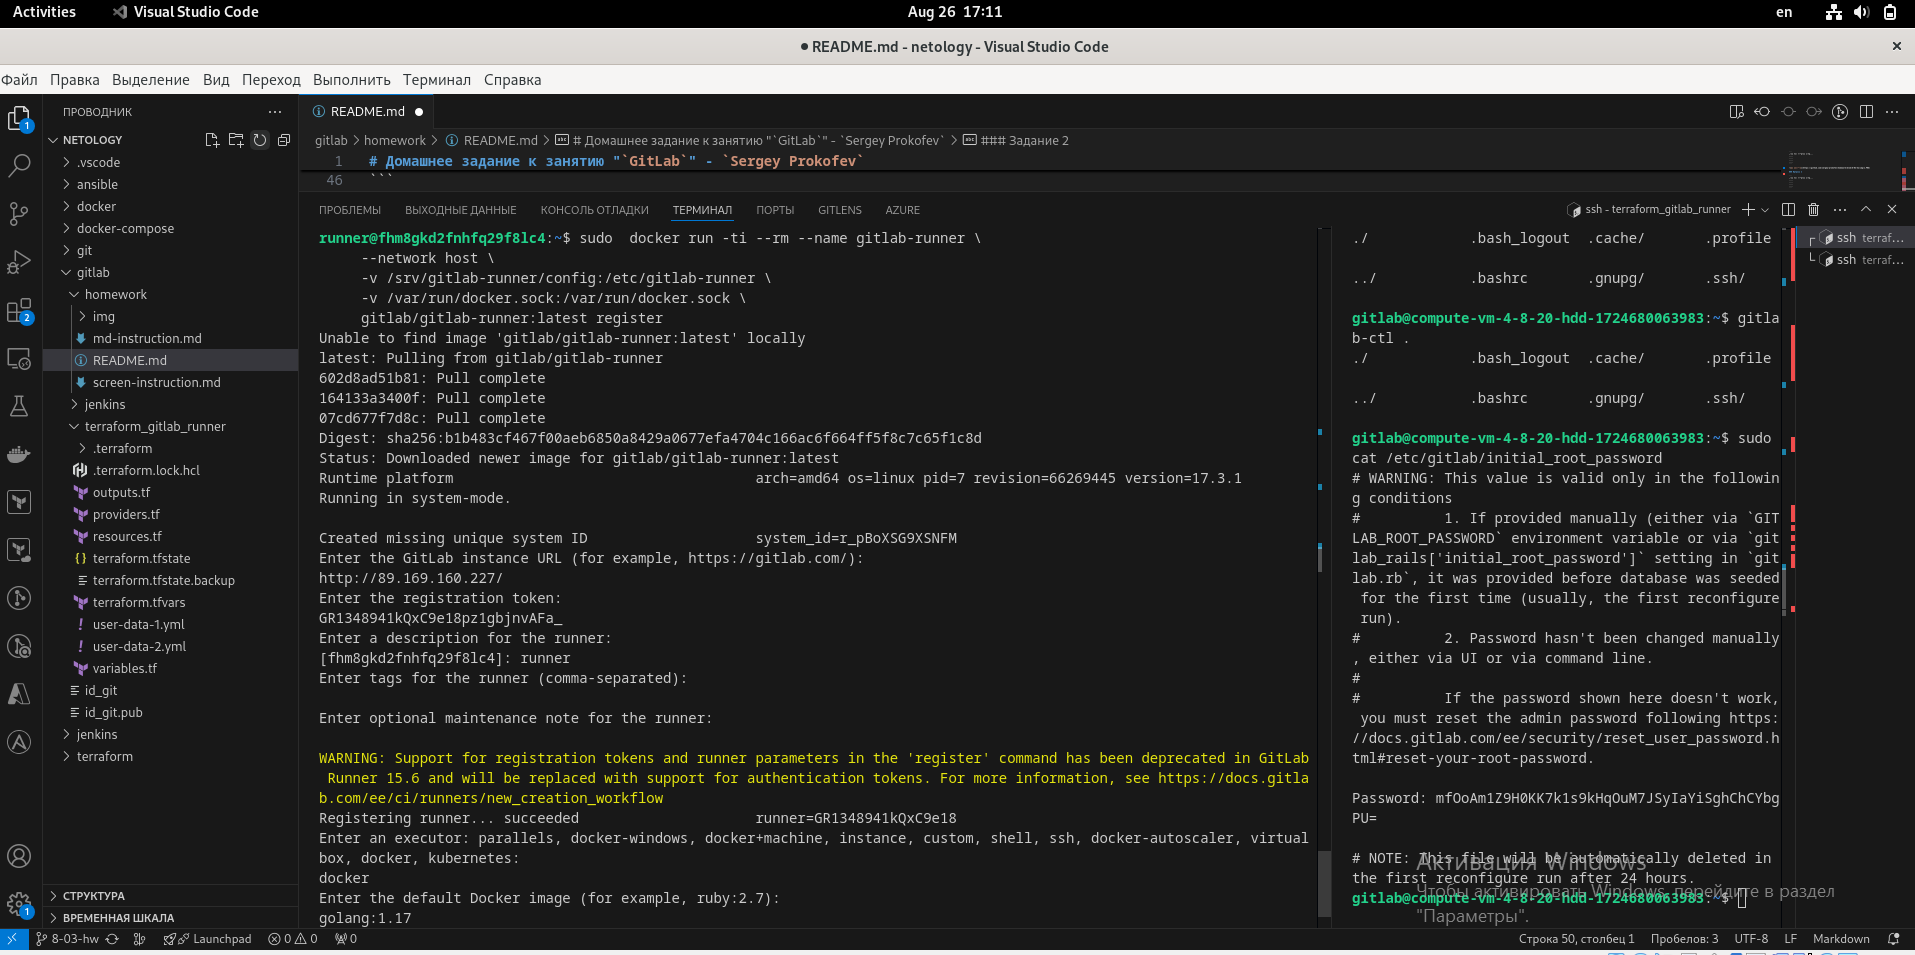 Activities
Visual Studio Code
Aug 26 17:11
en
● README.md - netology - Visual Studio Code
Файл Правка Выделение Вид Переход Выполнить Терминал Справка
ПРОВОДНИК
NETOLOGY
.vscode
ansible
docker
docker-compose
git
gitlab
homework
img
md-instruction.md
README.md
screen-instruction.md
jenkins
terraform_gitlab_runner
.terraform
.terraform.lock.hcl
outputs.tf
providers.tf
resources.tf
terraform.tfstate
terraform.tfstate.backup
terraform.tfvars
user-data-1.yml
user-data-2.yml
variables.tf
id_git
id_git.pub
jenkins
terraform
СТРУКТУРА
ВРЕМЕННАЯ ШКАЛА
1
2
1
README.md
gitlab > homework > README.md > # Домашнее задание к занятию "`GitLab`" - `Sergey Prokofev` > ### Задание 2
1 # Домашнее задание к занятию "`GitLab`" - `Sergey Prokofev`
46 ```
ПРОБЛЕМЫ ВЫХОДНЫЕ ДАННЫЕ КОНСОЛЬ ОТЛАДКИ ТЕРМИНАЛ ПОРТЫ GITLENS AZURE
ssh - terraform_gitlab_runner
runner@fhm8gkd2fnhfq29f8lc4:~$ sudo  docker run -ti --rm --name gitlab-runner \
--network host \
-v /srv/gitlab-runner/config:/etc/gitlab-runner \
-v /var/run/docker.sock:/var/run/docker.sock \
gitlab/gitlab-runner:latest register
Unable to find image 'gitlab/gitlab-runner:latest' locally
latest: Pulling from gitlab/gitlab-runner
602d8ad51b81: Pull complete
164133a3400f: Pull complete
07cd677f7d8c: Pull complete
Digest: sha256:b1b483cf467f00aeb6850a8429a0677efa4704c166ac6f664ff5f8c7c65f1c8d
Status: Downloaded newer image for gitlab/gitlab-runner:latest
Runtime platform arch=amd64 os=linux pid=7 revision=66269445 version=17.3.1
Running in system-mode.
Created missing unique system ID system_id=r_pBoXSG9XSNFM
Enter the GitLab instance URL (for example, https://gitlab.com/):
http://89.169.160.227/
Enter the registration token:
GR1348941kQxC9e18pz1gbjnvAFa_
Enter a description for the runner:
[fhm8gkd2fnhfq29f8lc4]: runner
Enter tags for the runner (comma-separated):
Enter optional maintenance note for the runner:
WARNING: Support for registration tokens and runner parameters in the 'register' command has been deprecated in GitLab
Runner 15.6 and will be replaced with support for authentication tokens. For more information, see https://docs.gitla
b.com/ee/ci/runners/new_creation_workflow
Registering runner... succeeded runner=GR1348941kQxC9e18
Enter an executor: parallels, docker-windows, docker+machine, instance, custom, shell, ssh, docker-autoscaler, virtual
box, docker, kubernetes:
docker
Enter the default Docker image (for example, ruby:2.7):
golang:1.17
./ .bash_logout .cache/ .profile
../ .bashrc .gnupg/ .ssh/
gitlab@compute-vm-4-8-20-hdd-1724680063983:~$ gitla
b-ctl .
./ .bash_logout .cache/ .profile
../ .bashrc .gnupg/ .ssh/
gitlab@compute-vm-4-8-20-hdd-1724680063983:~$ sudo
cat /etc/gitlab/initial_root_password
# WARNING: This value is valid only in the followin
g conditions
# 1. If provided manually (either via `GIT
LAB_ROOT_PASSWORD` environment variable or via `git
lab_rails['initial_root_password']` setting in `git
lab.rb`, it was provided before database was seeded
for the first time (usually, the first reconfigure
run).
# 2. Password hasn't been changed manually
, either via UI or via command line.
#
# If the password shown here doesn't work,
you must reset the admin password following https:
//docs.gitlab.com/ee/security/reset_user_password.h
tml#reset-your-root-password.
Password: mfOoAm1Z9H0KK7k1s9kHqOuM7JSyIaYiSghChCYbg
PU=
# NOTE: This file will be automatically deleted in
the first reconfigure run after 24 hours.
gitlab@compute-vm-4-8-20-hdd-1724680063983:~$
ssh terraf...
ssh terraf...
Активация Windows
Чтобы активировать Windows, перейдите в раздел
"Параметры".
8-03-hw Launchpad 0 0 0
Строка 50, столбец 1 Пробелов: 3 UTF-8 LF Markdown